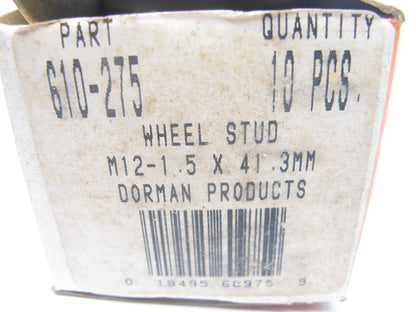 PART QUANTITY
610-275 10 PCS.
WHEEL STUD
M12-1.5 X 41.3MM
DORMAN PRODUCTS
0 19495 60975 9